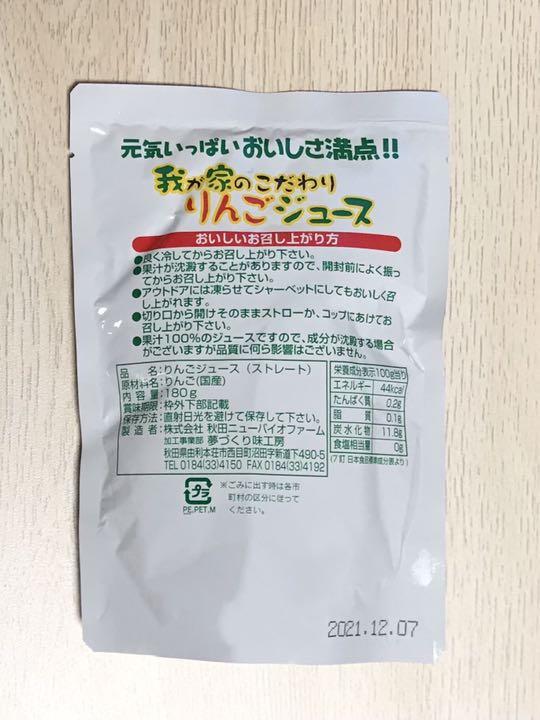 元気いっぱいおいしさ満点!!
我が家のこだわり
りんごジュース
おいしいお召し上がり方
●良く冷してからお召し上がり下さい。
●果汁が沈澱することがありますので、開封前によく振っ
てからお召し上がり下さい。
●アウトドアには凍らせてシャーベットにしてもおいしく召
し上がれます。
●切り口から開けそのままストローか、コップにあけてお
召し上がり下さい。
●果汁100%のジュースですので、成分が沈澱する場合
がございますが品質に何ら影響はございません。
品名:りんごジュース(ストレート)
原材料名:りんご(国産)
内容量:180g
賞味期限:枠外下部記載
保存方法:直射日光を避けて保存して下さい。
製造者:株式会社 秋田ニューバイオファーム
加工事業部 夢づくり味工房
秋田県由利本荘市西目町沼田字新道下490-5
TEL 0184(33)4150 FAX 0184(33)4192
栄養成分表示100g当り
エネルギー 44kcal
たんぱく質 0.2g
脂質 0.1g
炭水化物 11.8g
食塩相当量 0g
(7訂 日本食品標準成分表より)
プラ
PE,PET,M
※ごみに出す時は各市
町村の区分に従って
ください。
2021.12.07